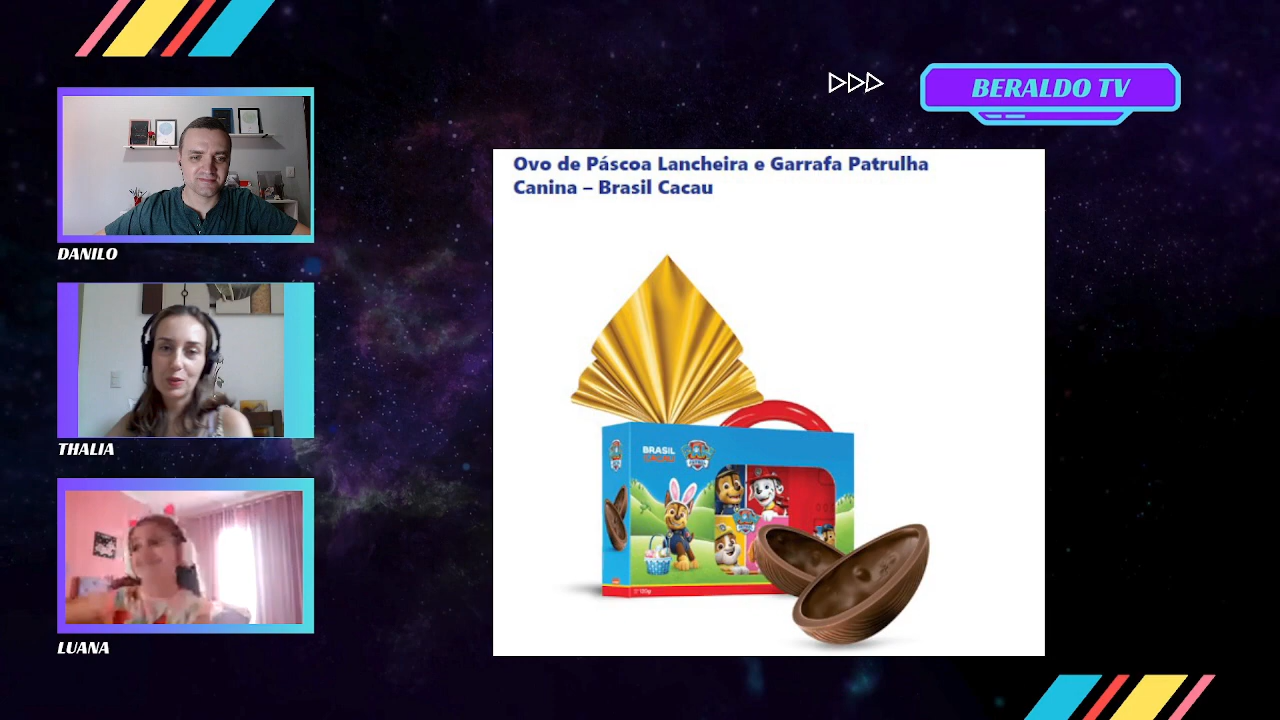 BERALDO TV
DANILO
THALIA
LUANA
Ovo de Páscoa Lancheira e Garrafa Patrulha
Canina – Brasil Cacau
BRASIL
CACAU